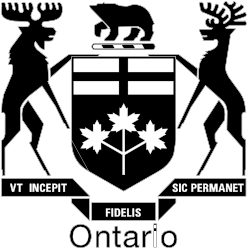 VT INCEPIT
SIC PERMANET
FIDELIS
Ontario